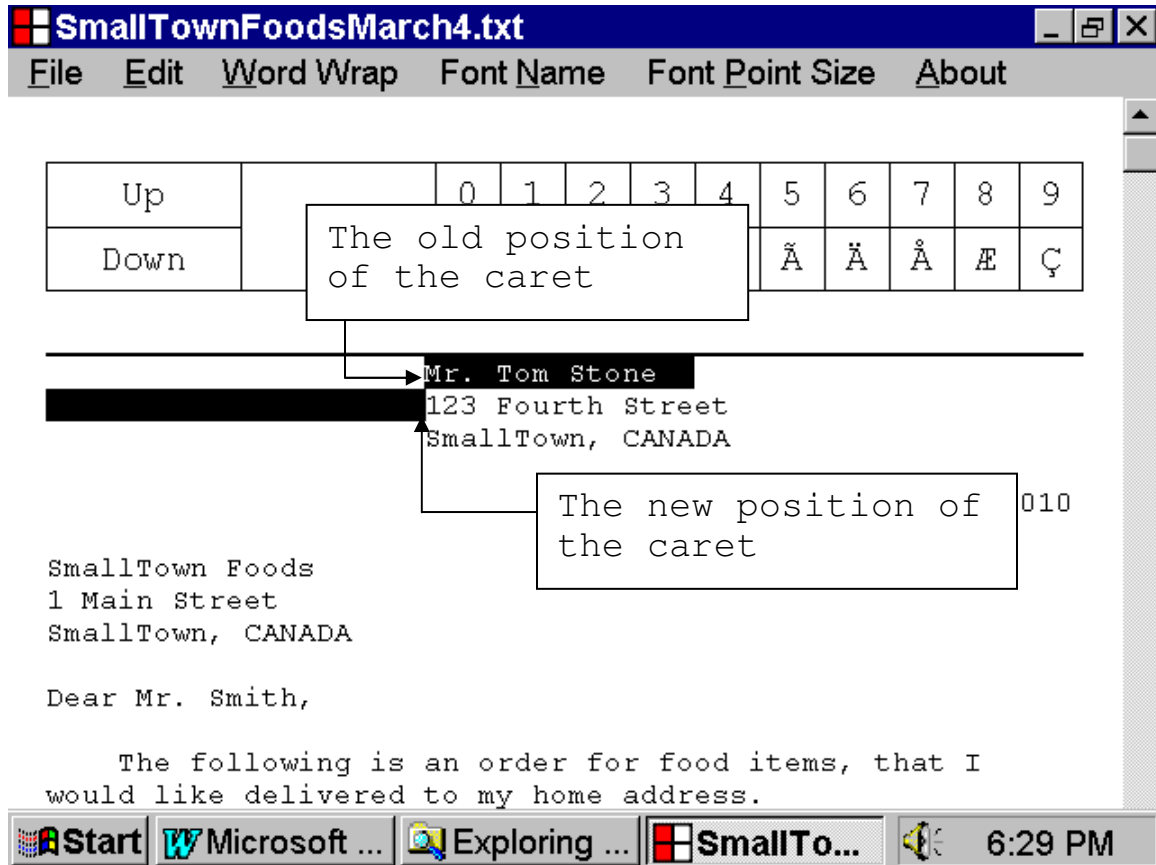 SmallTownFoodsMarch4.txt
File Edit Word Wrap Font Name Font Point Size About
Up 0 1 2 3 4 5 6 7 8 9
Down Ã Ä Å Æ Ç
The old position
of the caret
Mr. Tom Stone
123 Fourth Street
SmallTown, CANADA
The new position of
the caret
010
SmallTown Foods
1 Main Street
SmallTown, CANADA
Dear Mr. Smith,
The following is an order for food items, that I
would like delivered to my home address.
Start Microsoft ... Exploring ... SmallTo... 6:29 PM